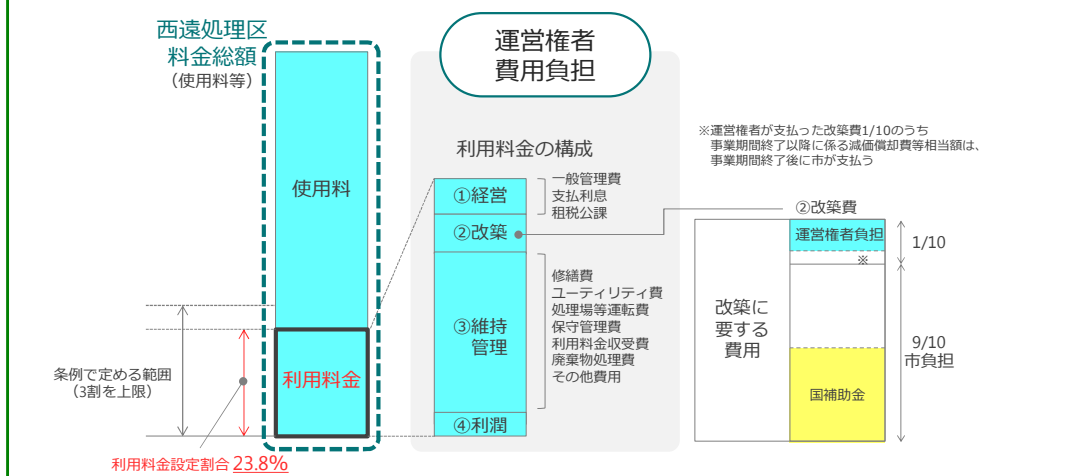 西遠処理区
料金総額
（使用料等）
使用料
利用料金
条例で定める範囲
（3割を上限）
利用料金設定割合 23.8%
運営権者
費用負担
利用料金の構成
①経営
一般管理費
支払利息
租税公課
②改築
③維持
管理
修繕費
ユーティリティ費
処理場等運転費
保守管理費
利用料金収受費
廃棄物処理費
その他費用
④利潤
※運営権者が支払った改築費1/10のうち
事業期間終了以降に係る減価償却費等相当額は、
事業期間終了後に市が支払う
②改築費
改築に
要する
費用
運営権者負担
※
1/10
9/10
市負担
国補助金